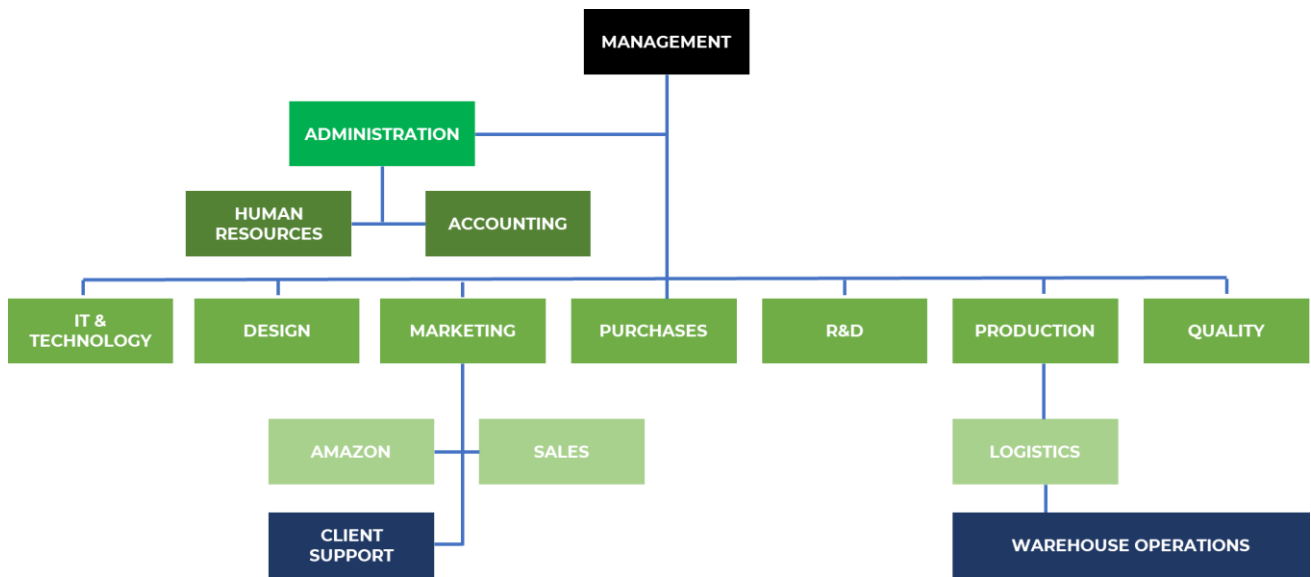 MANAGEMENT
ADMINISTRATION
HUMAN
RESOURCES
ACCOUNTING
IT &
TECHNOLOGY
DESIGN
MARKETING
PURCHASES
R&D
PRODUCTION
QUALITY
AMAZON
SALES
LOGISTICS
CLIENT
SUPPORT
WAREHOUSE OPERATIONS